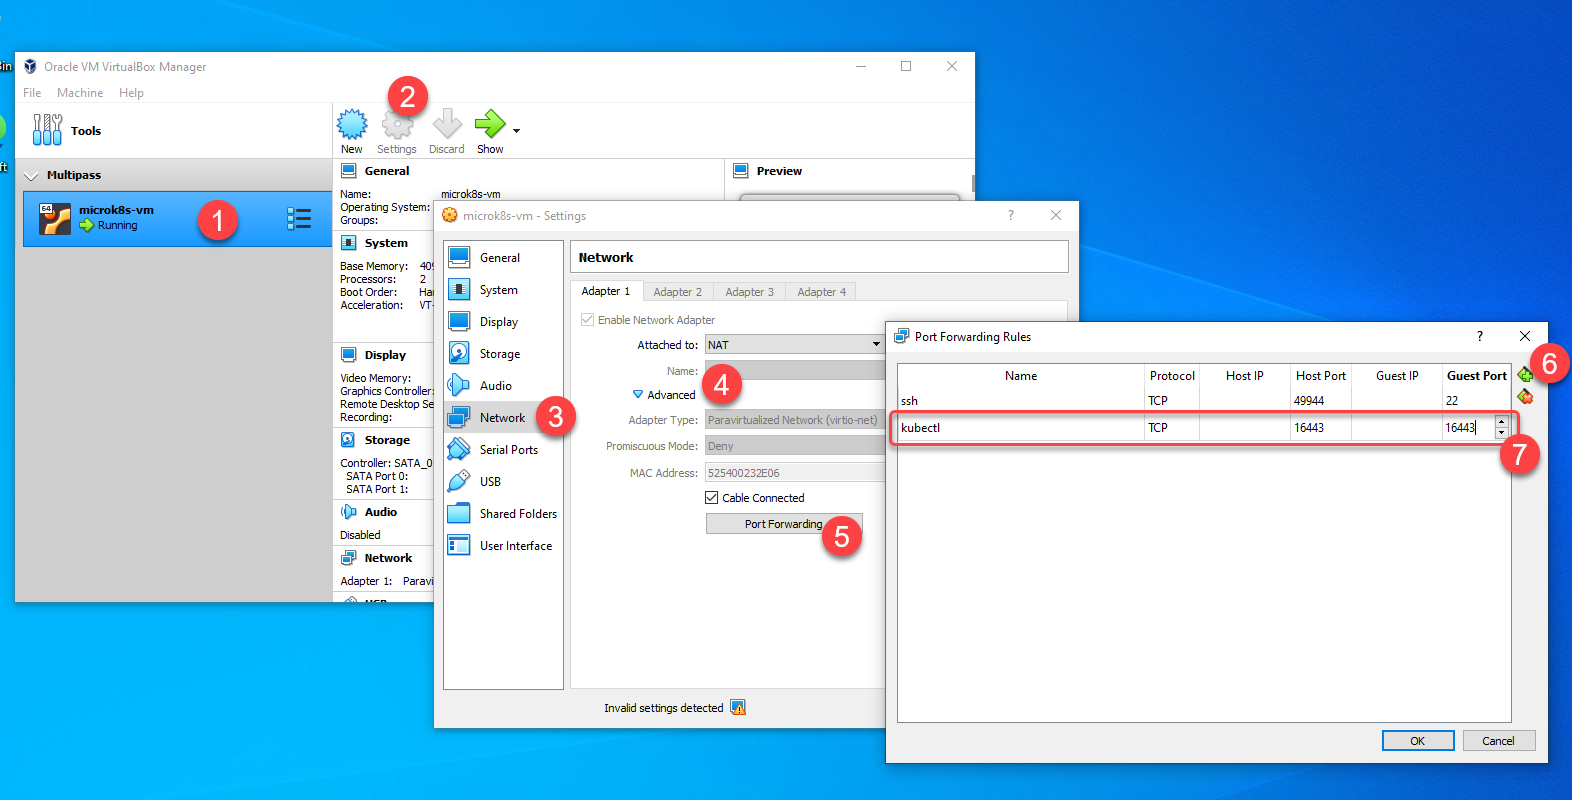 Bin
ft
Oracle VM VirtualBox Manager
File Machine Help
2
Tools
New Settings Discard Show
Multipass
General
Preview
64
microk8s-vm
Running
1
Name: microk8s-vm
Operating System:
Groups:
System
Base Memory: 409
Processors: 2
Boot Order: Har
Acceleration: VT-
Display
Video Memory:
Graphics Controller:
Remote Desktop Se
Recording:
Storage
Controller: SATA_0
SATA Port 0:
SATA Port 1:
Audio
Disabled
Network
Adapter 1: Paravi
USB
microk8s-vm - Settings ?
General
System
Display
Storage
Audio
Network
3
Serial Ports
USB
Shared Folders
User Interface
Network
Adapter 1 Adapter 2 Adapter 3 Adapter 4
Enable Network Adapter
Attached to: NAT
Name:
4
Advanced
Adapter Type: Paravirtualized Network (virtio-net)
Promiscuous Mode: Deny
MAC Address: 525400232E06
Cable Connected
Port Forwarding
5
Invalid settings detected
Port Forwarding Rules ?
6
Name Protocol Host IP Host Port Guest IP Guest Port
ssh TCP 49944 22
kubectl TCP 16443 16443
7
OK Cancel